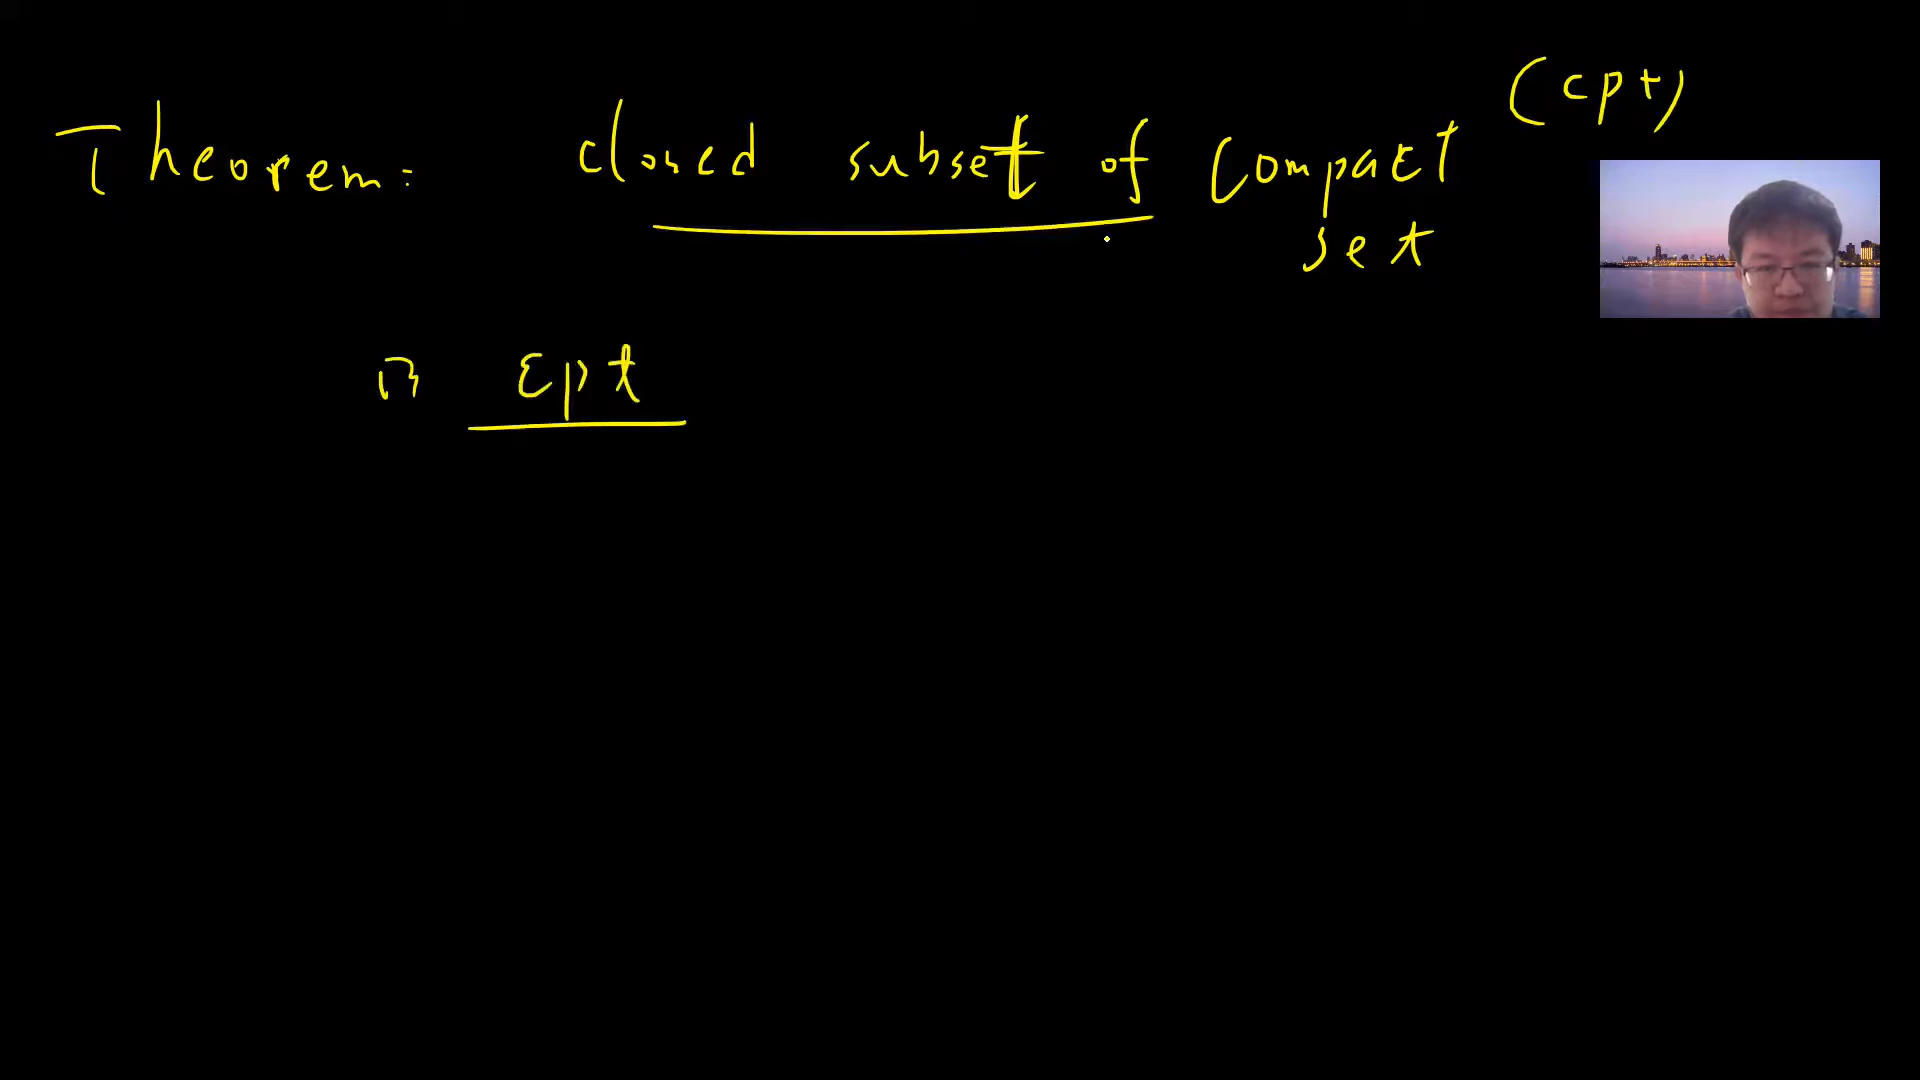 Theorem: closed subset of compact (cpt)
set
is cpt